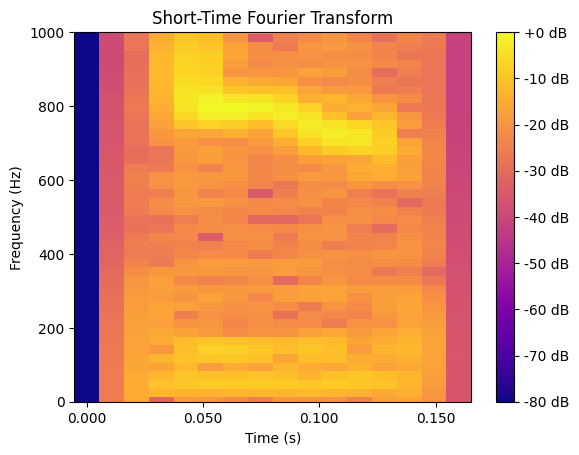 Short-Time Fourier Transform
1000
800
600
400
200
0
Frequency (Hz)
0.000
0.050
0.100
0.150
Time (s)
+0 dB
-10 dB
-20 dB
-30 dB
-40 dB
-50 dB
-60 dB
-70 dB
-80 dB